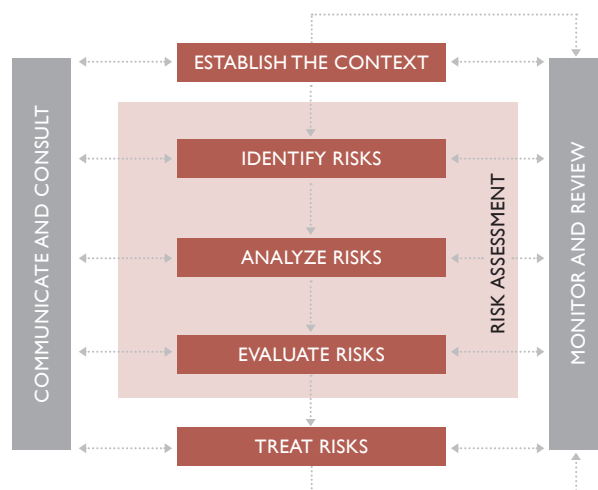 ESTABLISH THE CONTEXT
COMMUNICATE AND CONSULT
IDENTIFY RISKS
ANALYZE RISKS
EVALUATE RISKS
RISK ASSESSMENT
MONITOR AND REVIEW
TREAT RISKS